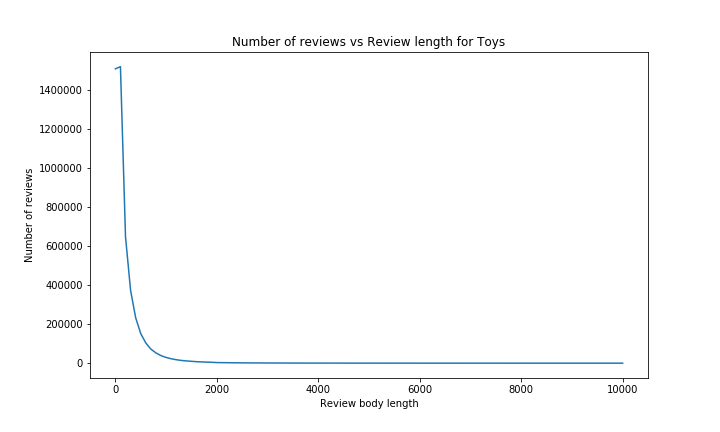 Number of reviews vs Review length for Toys
Number of reviews
1400000
1200000
1000000
800000
600000
400000
200000
0
0 2000 4000 6000 8000 10000
Review body length